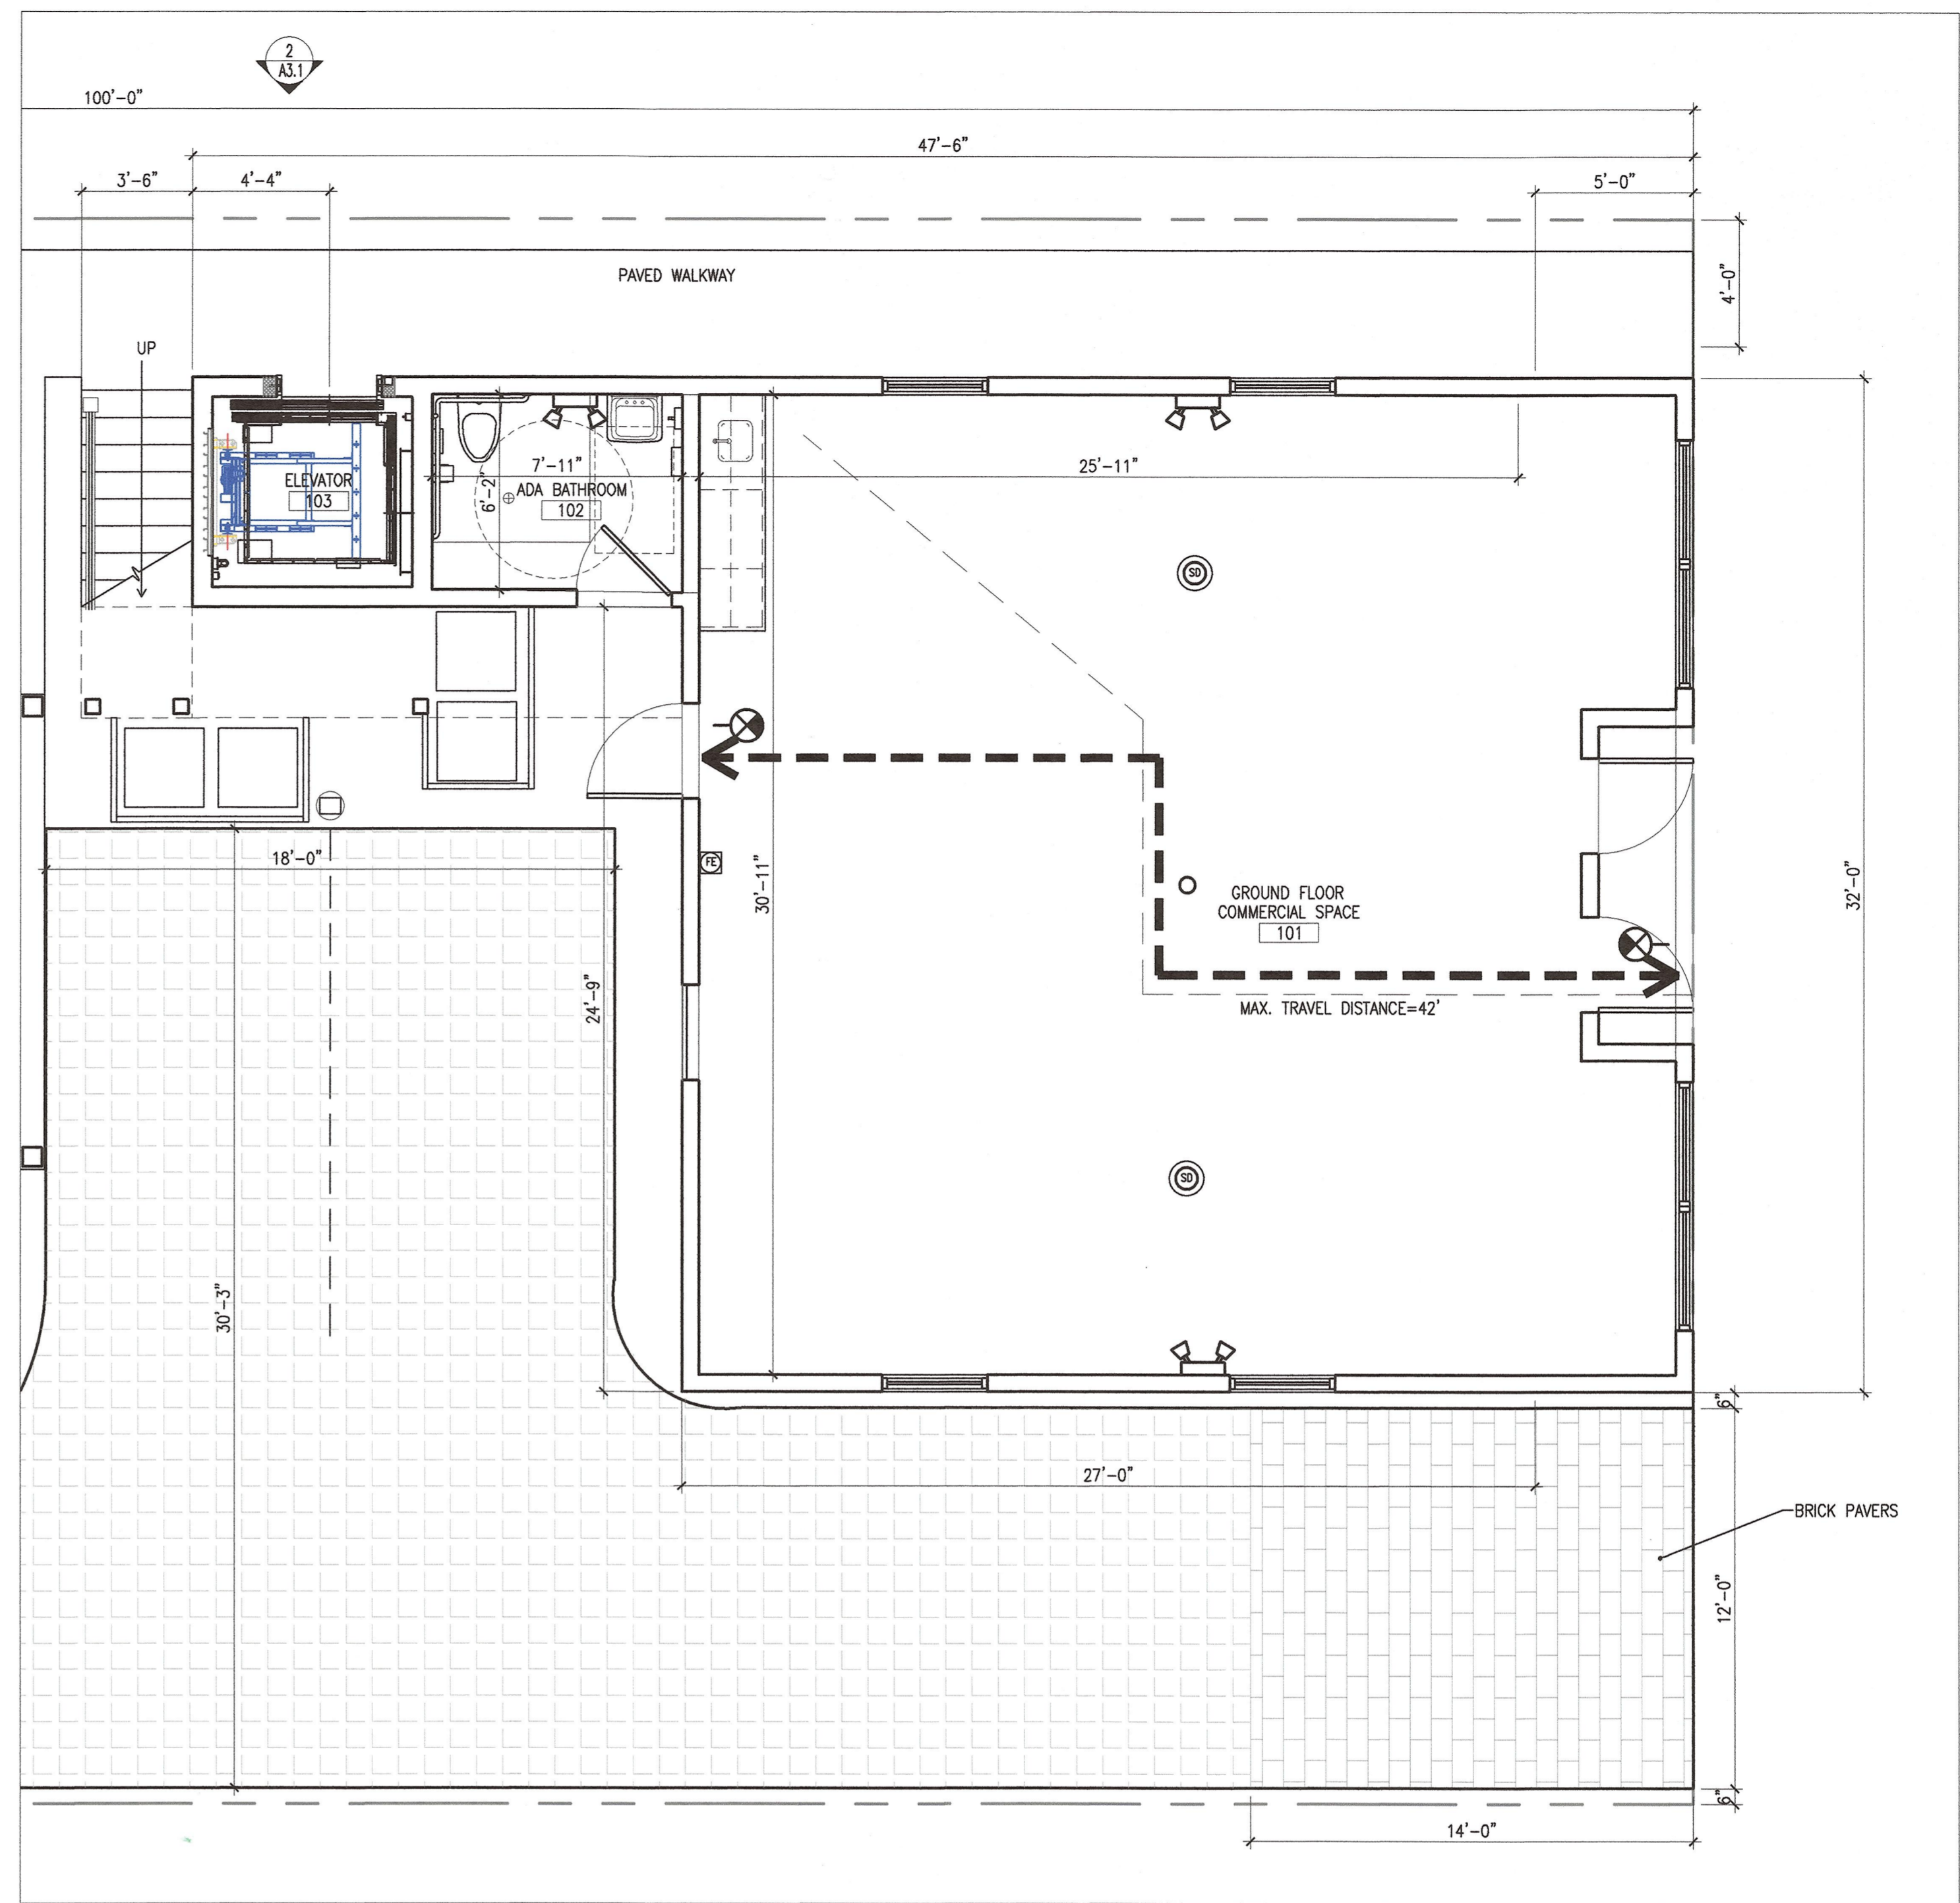 2
A3.1
100'-0"
47'-6"
3'-6"
4'-4"
5'-0"
PAVED WALKWAY
4'-0"
UP
ELEVATOR
103
7'-11"
6'-2"
ADA BATHROOM
102
25'-11"
SD
18'-0"
FE
30'-11"
GROUND FLOOR
COMMERCIAL SPACE
101
32'-0"
24'-9"
MAX. TRAVEL DISTANCE=42'
SD
30'-3"
6"
27'-0"
BRICK PAVERS
12'-0"
6"
14'-0"